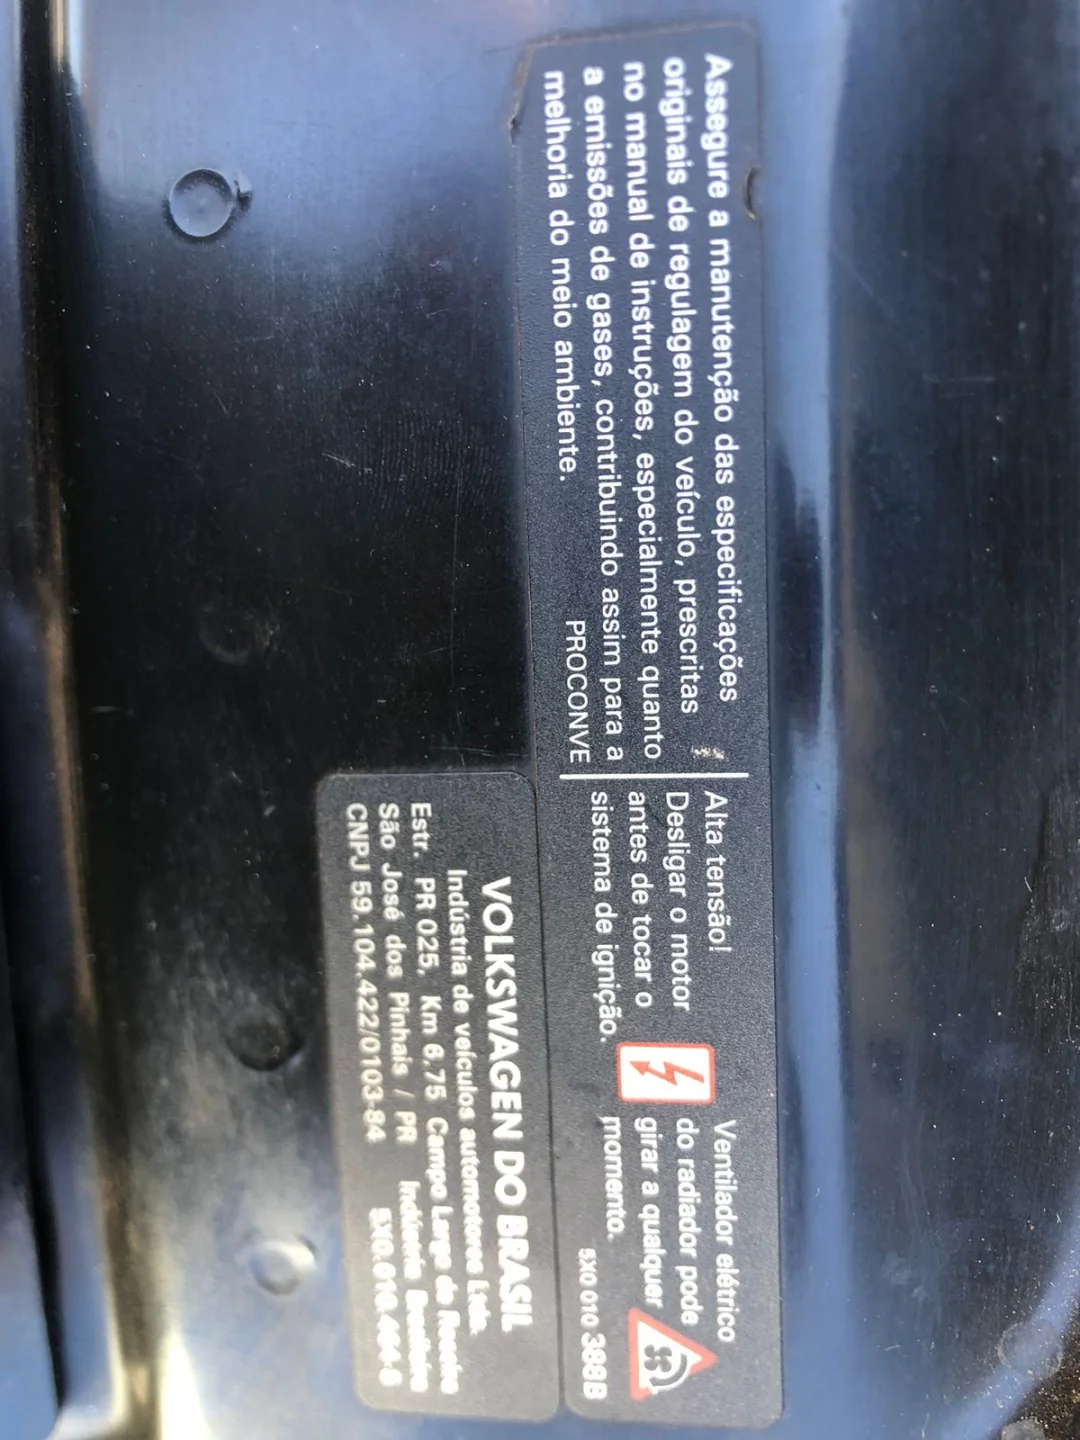 Assegure a manutenção das especificações
originais de regulagem do veículo, prescritas
no manual de instruções, especialmente quanto
a emissões de gases, contribuindo assim para a
melhoria do meio ambiente.
PROCONVE
Alta tensão!
Desligar o motor
antes de tocar o
sistema de ignição.
Ventilador elétrico
do radiador pode
girar a qualquer
momento.
5X0 010 388B
VOLKSWAGEN DO BRASIL
Indústria de veículos automotores Ltda.
Estr. PR 025, Km 6,75 Campo Largo da Roseira
São José dos Pinhais / PR Indústria Brasileira
CNPJ 59.104.422/0103-84